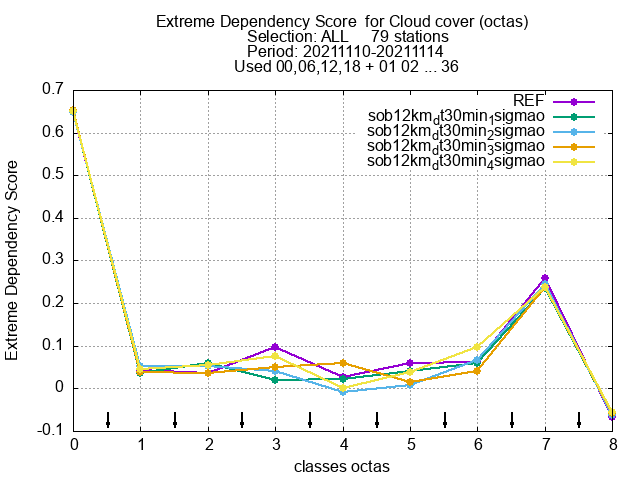 Extreme Dependency Score  for Cloud cover (octas)
Selection: ALL     79 stations
Period: 20211110-20211114
Used 00,06,12,18 + 01 02 ... 36
REF
sob12km_dt30min_1sigmao
sob12km_dt30min_2sigmao
sob12km_dt30min_3sigmao
sob12km_dt30min_4sigmao
Extreme Dependency Score
0.7
0.6
0.5
0.4
0.3
0.2
0.1
0
-0.1
0 1 2 3 4 5 6 7 8
classes octas